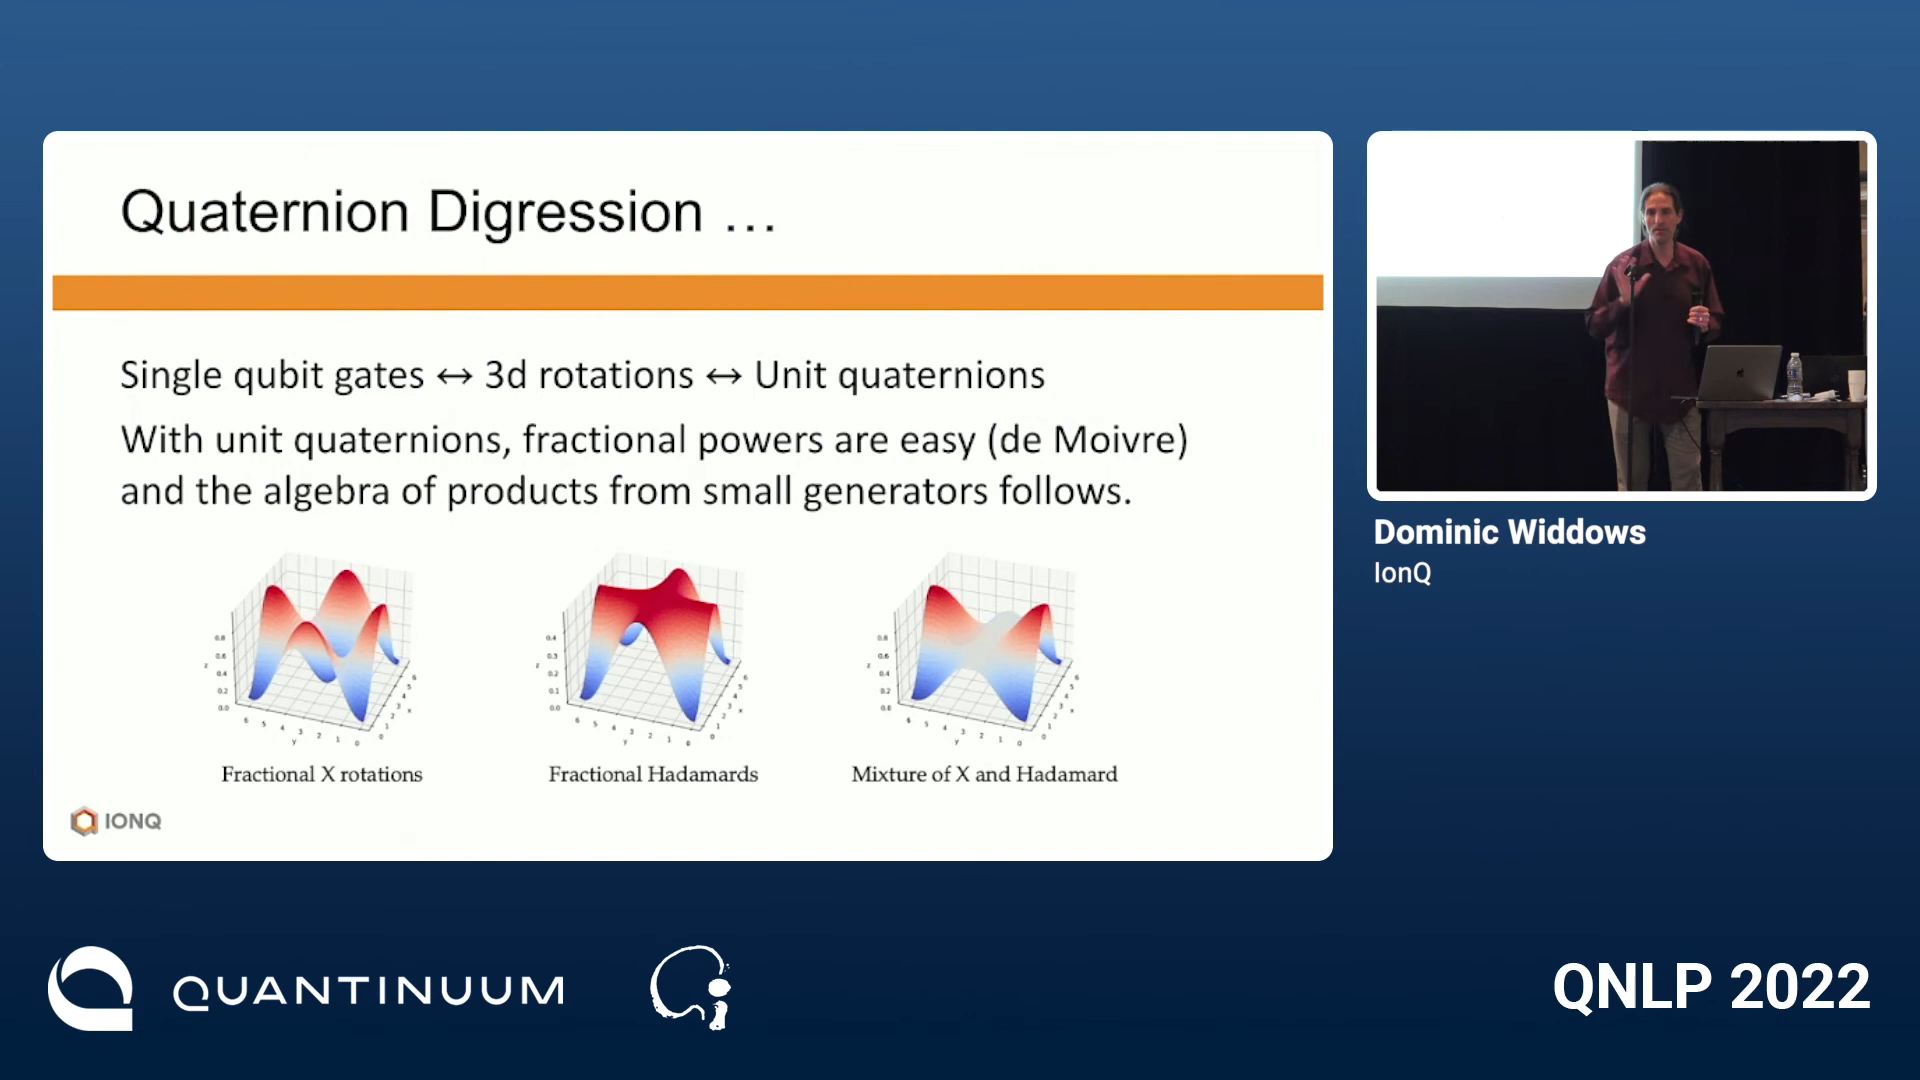 Quaternion Digression ...
Single qubit gates ↔ 3d rotations ↔ Unit quaternions
With unit quaternions, fractional powers are easy (de Moivre)
and the algebra of products from small generators follows.
Fractional X rotations
Fractional Hadamards
Mixture of X and Hadamard
IONQ
Dominic Widdows
IonQ
QUANTINUUM
QNLP 2022